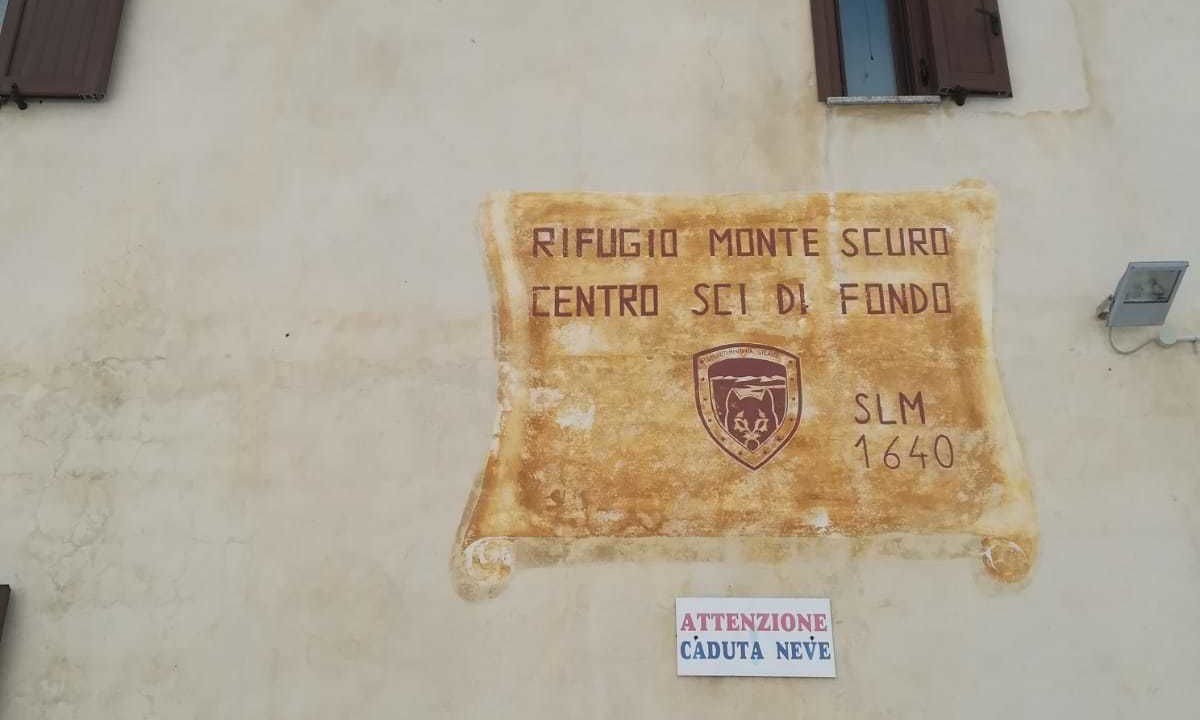 RIFUGIO MONTE SCURO
CENTRO SCI DI FONDO
SLM
1640
ATTENZIONE
CADUTA NEVE